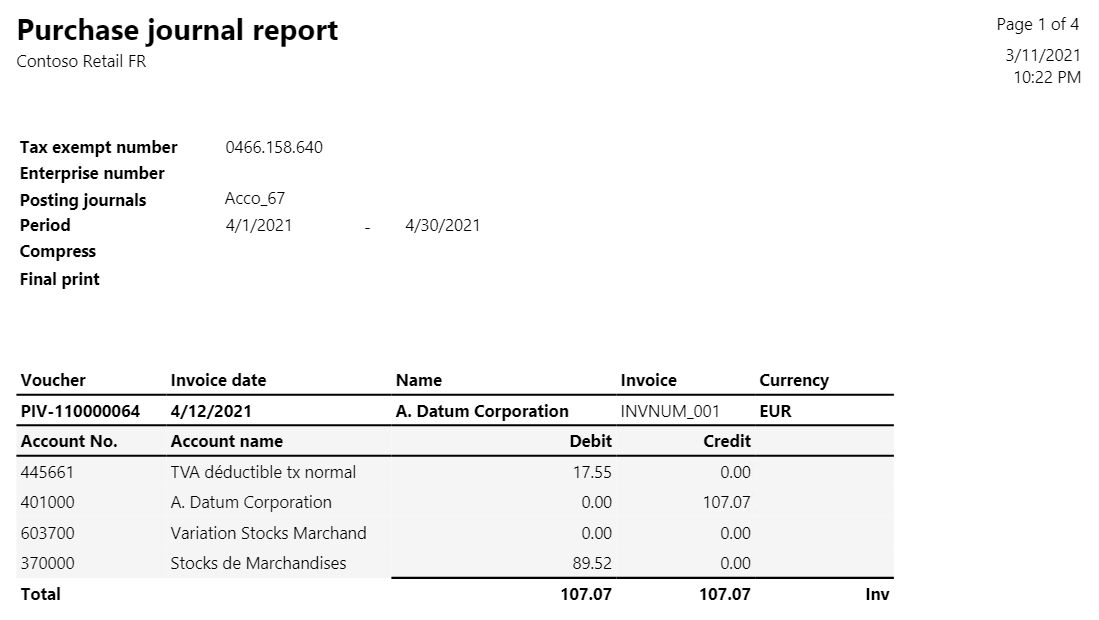 Purchase journal report
Page 1 of 4
Contoso Retail FR
3/11/2021
10:22 PM
Tax exempt number 0466.158.640
Enterprise number
Posting journals Acco_67
Period 4/1/2021 - 4/30/2021
Compress
Final print
Voucher Invoice date Name Invoice Currency
PIV-110000064 4/12/2021 A. Datum Corporation INVNUM_001 EUR
Account No. Account name Debit Credit
445661 TVA déductible tx normal 17.55 0.00
401000 A. Datum Corporation 0.00 107.07
603700 Variation Stocks Marchand 0.00 0.00
370000 Stocks de Marchandises 89.52 0.00
Total 107.07 107.07 Inv